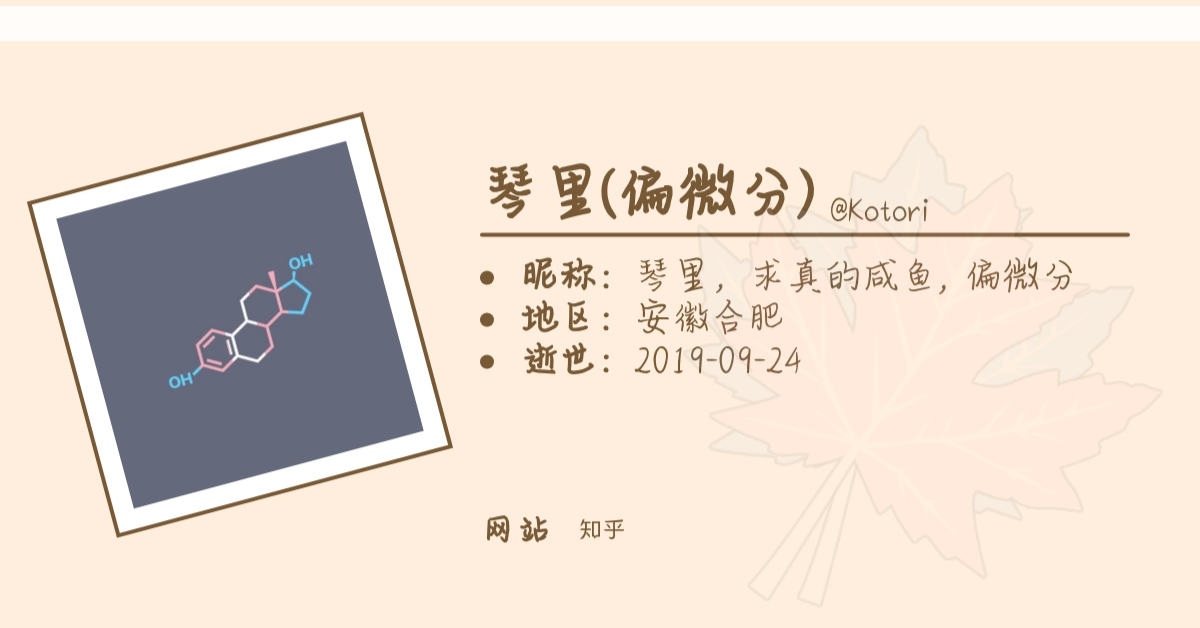 琴里(偏微分) @Kotori
昵称：琴里，求真的咸鱼，偏微分
地区：安徽合肥
逝世：2019-09-24
OH
OH
网站 知乎